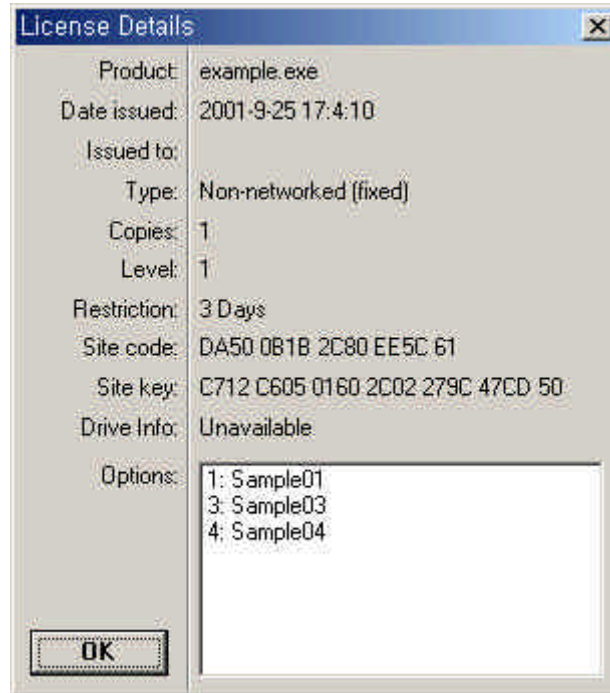 License Details
Product: example.exe
Date issued: 2001-9-25 17:4:10
Issued to:
Type: Non-networked (fixed)
Copies: 1
Level: 1
Restriction: 3 Days
Site code: DA50 0B1B 2C80 EE5C 61
Site key: C712 C605 0160 2C02 279C 47CD 50
Drive Info: Unavailable
Options:
1: Sample01
3: Sample03
4: Sample04
OK